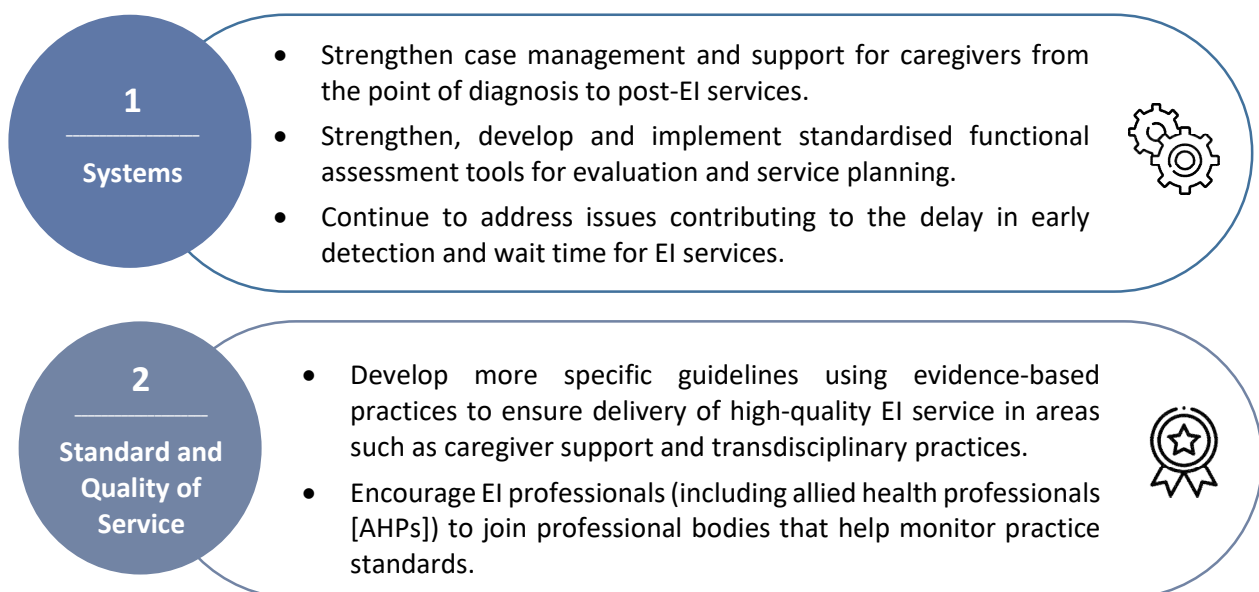 1
Systems
• Strengthen case management and support for caregivers from
the point of diagnosis to post-EI services.
• Strengthen, develop and implement standardised functional
assessment tools for evaluation and service planning.
• Continue to address issues contributing to the delay in early
detection and wait time for EI services.
2
Standard and
Quality of
Service
• Develop more specific guidelines using evidence-based
practices to ensure delivery of high-quality EI service in areas
such as caregiver support and transdisciplinary practices.
• Encourage EI professionals (including allied health professionals
[AHPs]) to join professional bodies that help monitor practice
standards.